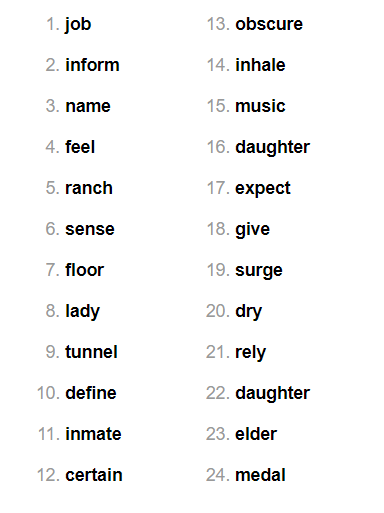 1. job
2. inform
3. name
4. feel
5. ranch
6. sense
7. floor
8. lady
9. tunnel
10. define
11. inmate
12. certain
13. obscure
14. inhale
15. music
16. daughter
17. expect
18. give
19. surge
20. dry
21. rely
22. daughter
23. elder
24. medal